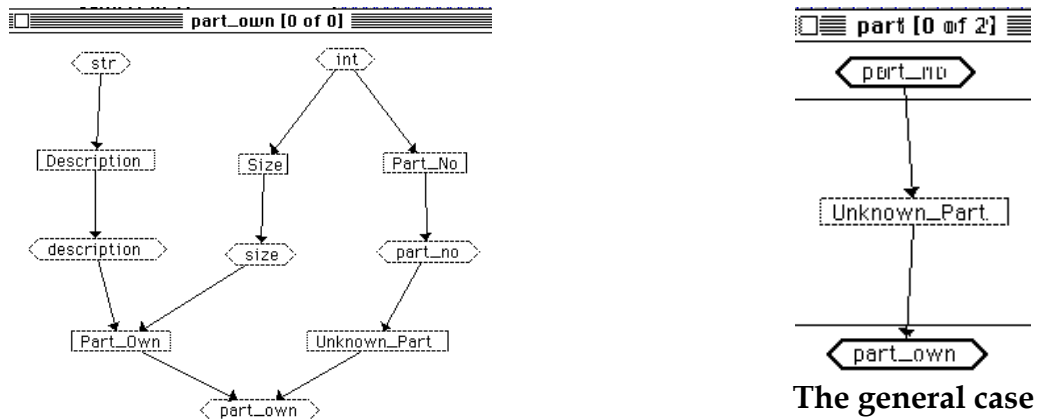 part_own [0 of 0]
str
int
Description
Size
Part_No
description
size
part_no
Part_Own
Unknown_Part
part_own
part [0 of 2]
part_no
Unknown_Part.
part_own
The general case